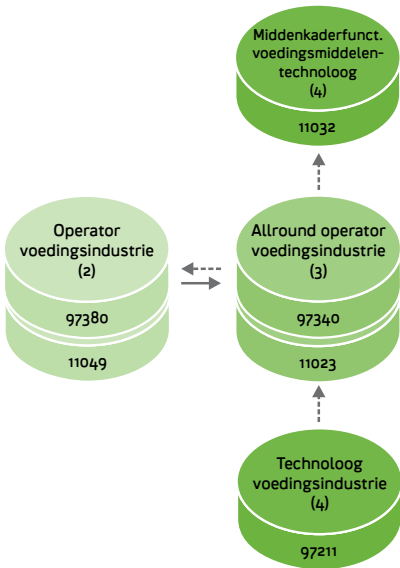 Middenkaderfunct.
voedingsmiddelen-
technoloog
(4)
11032
Operator
voedingsindustrie
(2)
97380
11049
Allround operator
voedingsindustrie
(3)
97340
11023
Technoloog
voedingsindustrie
(4)
97211